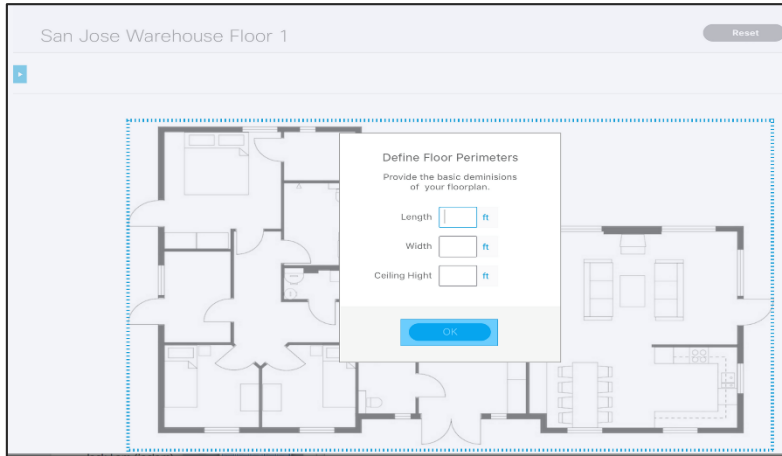 San Jose Warehouse Floor 1
Reset
Define Floor Perimeters
Provide the basic deminisions
of your floorplan.
Length ft
Width ft
Ceiling Hight ft
OK